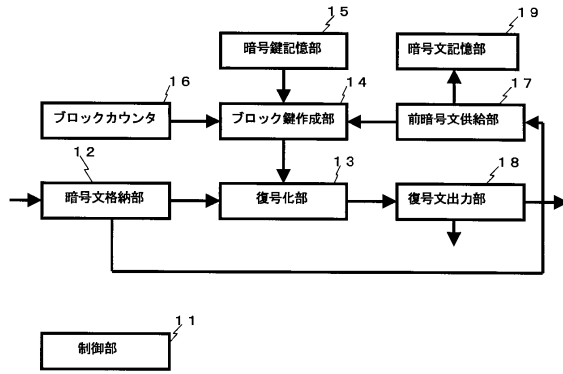 １５
１９
暗号鍵記憶部
暗号文記憶部
１６
１４
１７
ブロックカウンタ
ブロック鍵作成部
前暗号文供給部
１２
１３
１８
暗号文格納部
復号化部
復号文出力部
１１
制御部